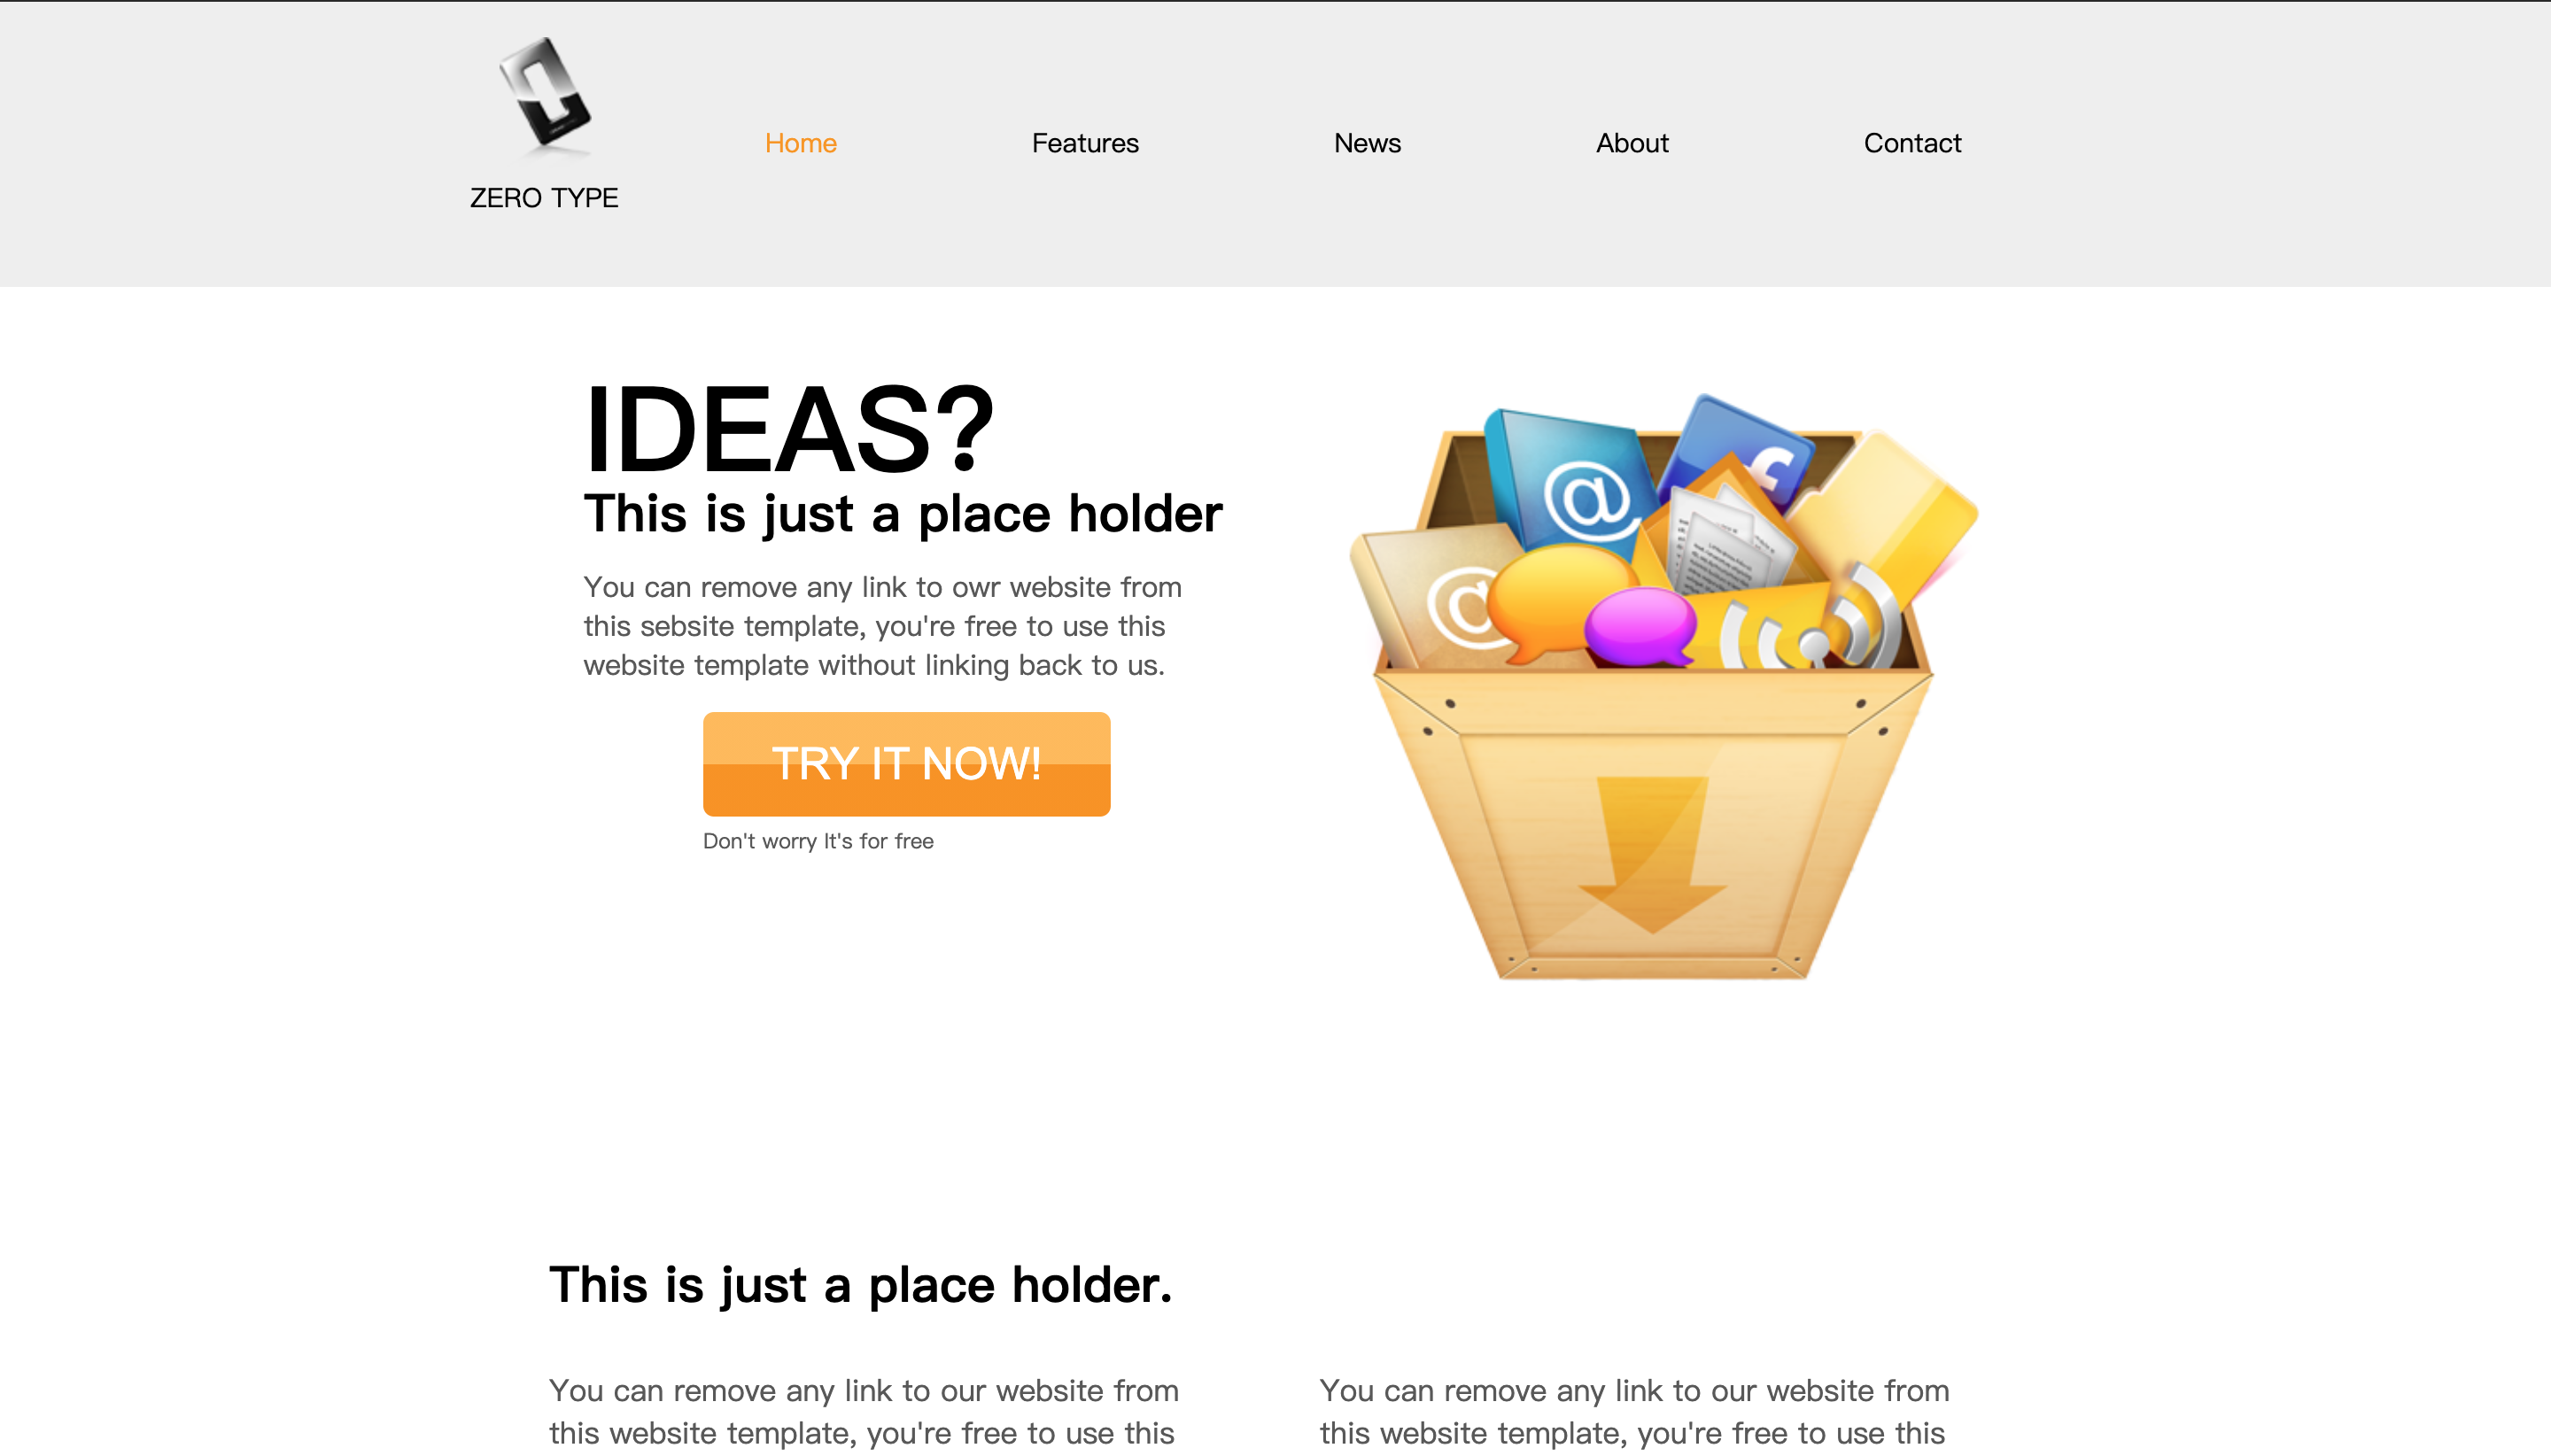 ZERO TYPE
Home
Features
News
About
Contact
IDEAS?
This is just a place holder
You can remove any link to owr website from
this sebsite template, you're free to use this
website template without linking back to us.
TRY IT NOW!
Don't worry It's for free
@
f
@
This is just a place holder.
You can remove any link to our website from
this website template, you're free to use this
You can remove any link to our website from
this website template, you're free to use this